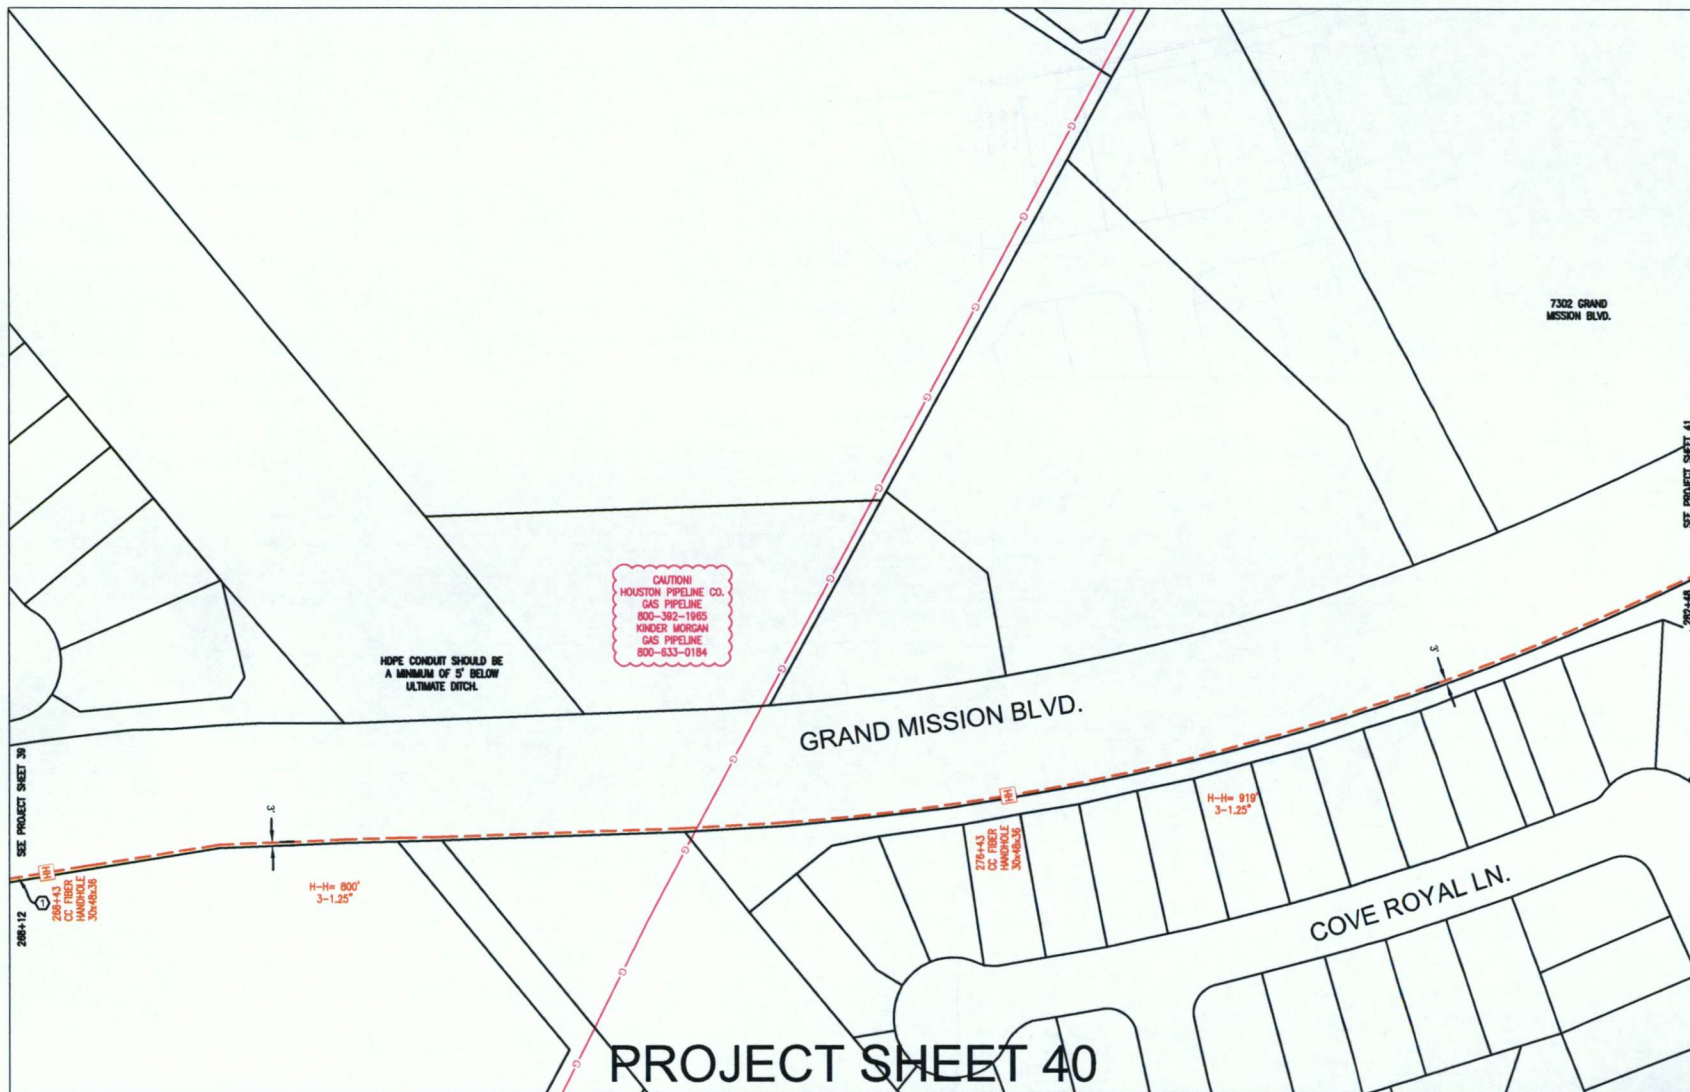 7302 GRAND
MISSION BLVD.
SEE PROJECT SHEET 41
282+48
CAUTION!
HOUSTON PIPELINE CO.
GAS PIPELINE
800-392-1965
KINDER MORGAN
GAS PIPELINE
800-633-0184
HDPE CONDUIT SHOULD BE
A MINIMUM OF 5' BELOW
ULTIMATE DITCH.
GRAND MISSION BLVD.
3'
3'
SEE PROJECT SHEET 39
268+12
HH
1
268+43
CC FIBER
HANDHOLE
30x48x36
H-H= 800'
3-1.25"
HH
276+43
CC FIBER
HANDHOLE
30x48x36
H-H= 919'
3-1.25"
COVE ROYAL LN.
G
G
G
G
G
G
G
G
G
G
G
PROJECT SHEET 40